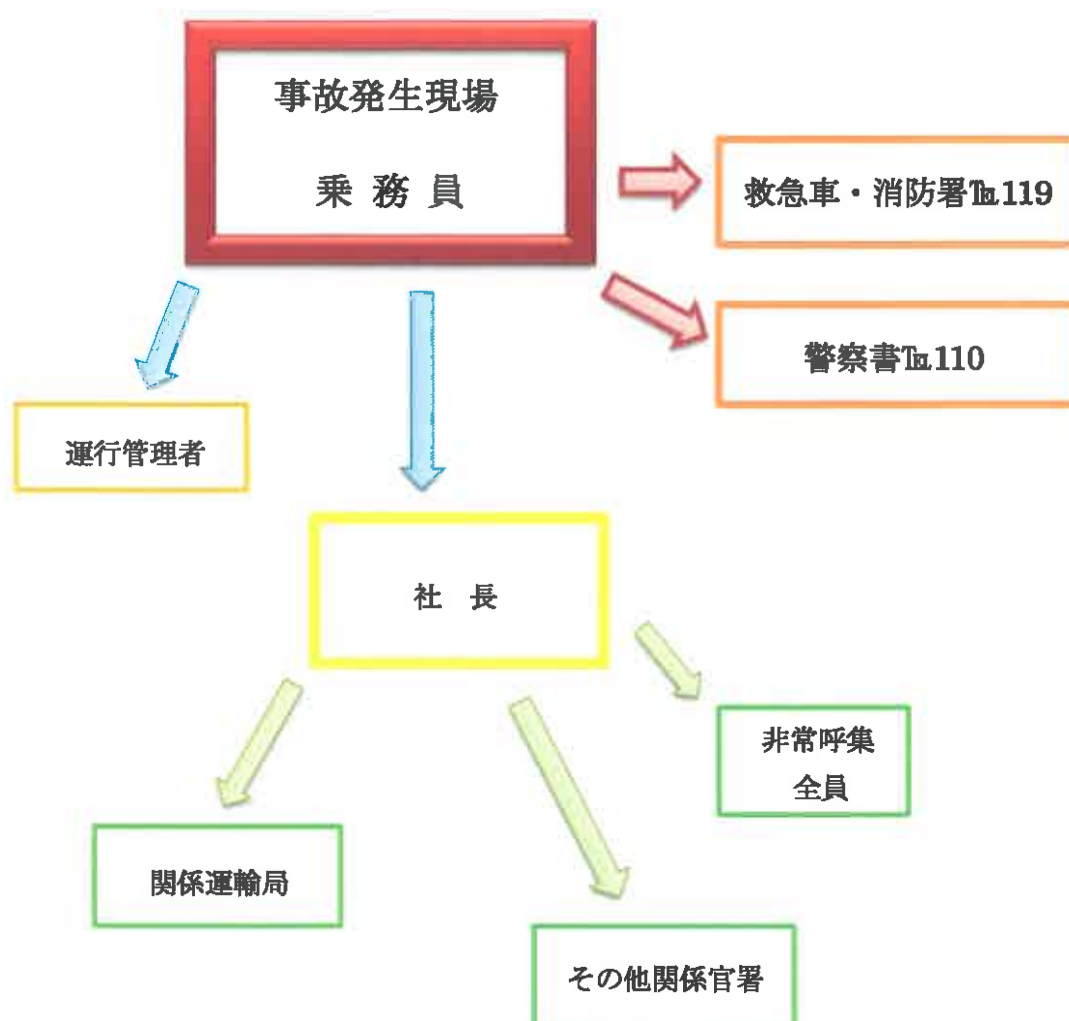 事故発生現場
乗 務 員
救急車・消防署℡119
警察書℡110
運行管理者
社 長
非常呼集
全員
関係運輸局
その他関係官署